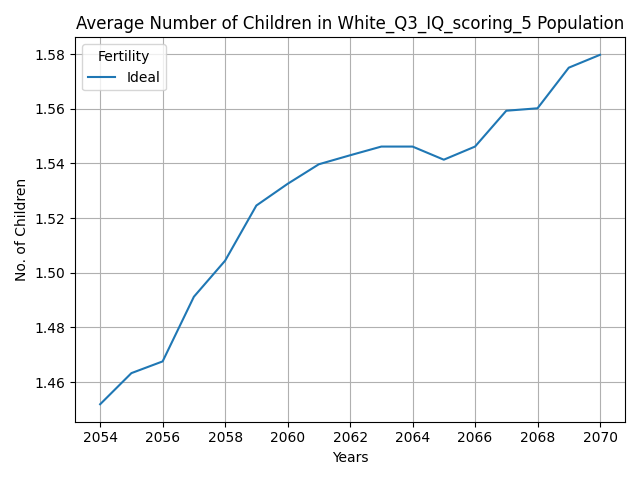 Average Number of Children in White_Q3_IQ_scoring_5 Population
Fertility
Ideal
1.58
1.56
1.54
1.52
1.50
1.48
1.46
No. of Children
2054 2056 2058 2060 2062 2064 2066 2068 2070
Years